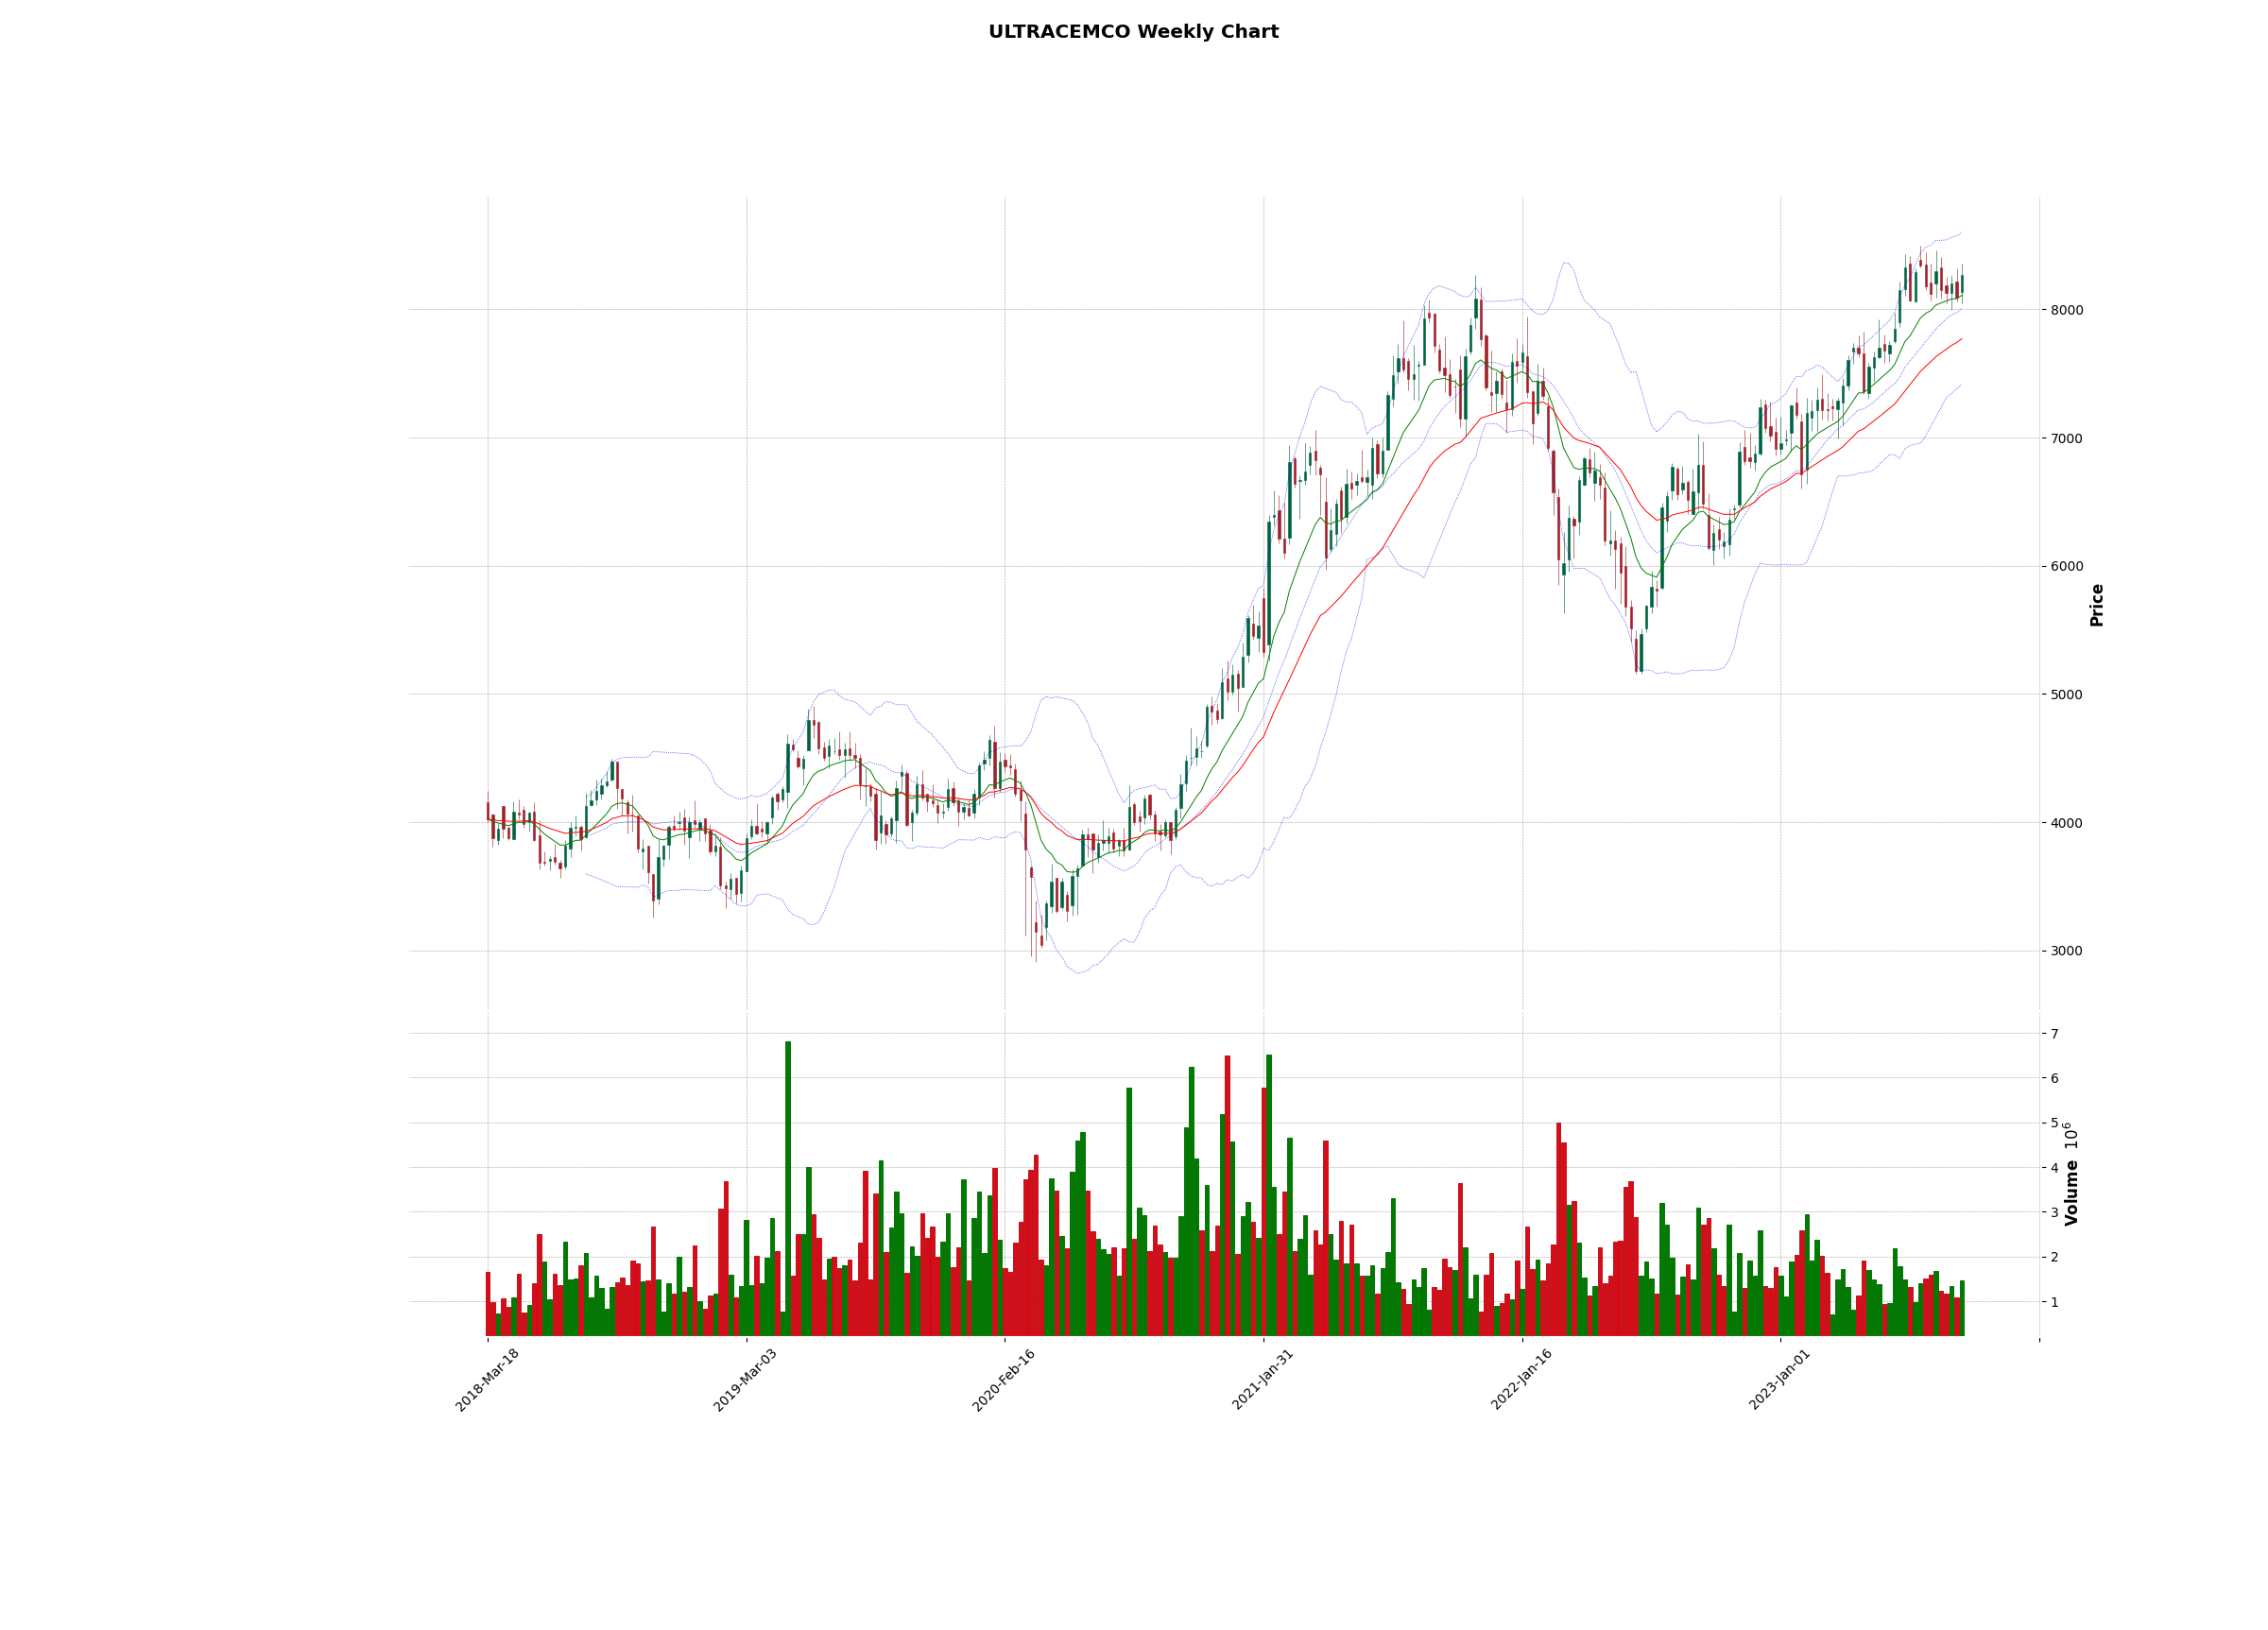 ULTRACEMCO Weekly Chart
8000
7000
6000
5000
4000
3000
Price
7
6
5
4
3
2
1
Volume 10^6
2018-Mar-18
2019-Mar-03
2020-Feb-16
2021-Jan-31
2022-Jan-16
2023-Jan-01